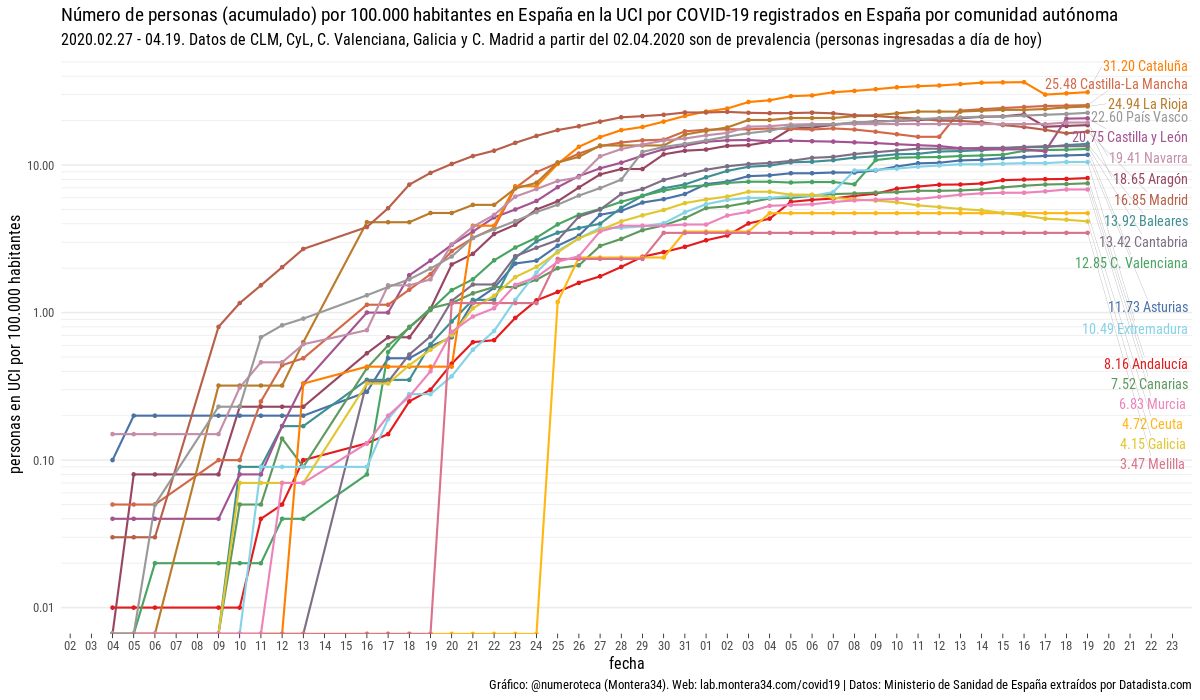 Número de personas (acumulado) por 100.000 habitantes en España en la UCI por COVID-19 registrados en España por comunidad autónoma
2020.02.27 - 04.19. Datos de CLM, CyL, C. Valenciana, Galicia y C. Madrid a partir del 02.04.2020 son de prevalencia (personas ingresadas a día de hoy)
personas en UCI por 100.000 habitantes
10.00
1.00
0.10
0.01
31.20 Cataluña
25.48 Castilla-La Mancha
24.94 La Rioja
22.60 País Vasco
20.75 Castilla y León
19.41 Navarra
18.65 Aragón
16.85 Madrid
13.92 Baleares
13.42 Cantabria
12.85 C. Valenciana
11.73 Asturias
10.49 Extremadura
8.16 Andalucía
7.52 Canarias
6.83 Murcia
4.72 Ceuta
4.15 Galicia
3.47 Melilla
02 03 04 05 06 07 08 09 10 11 12 13 14 15 16 17 18 19 20 21 22 23 24 25 26 27 28 29 30 31 01 02 03 04 05 06 07 08 09 10 11 12 13 14 15 16 17 18 19 20 21 22 23
fecha
Gráfico: @numeroteca (Montera34). Web: lab.montera34.com/covid19 | Datos: Ministerio de Sanidad de España extraídos por Datadista.com